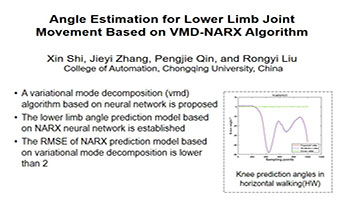 Angle Estimation for Lower Limb Joint
Movement Based on VMD-NARX Algorithm
Xin Shi, Jieyi Zhang, Pengjie Qin, and Rongyi Liu
College of Automation, Chongqing University, China
• A variational mode decomposition (vmd)
algorithm based on neural network is proposed
• The lower limb angle prediction model based
on NARX neural network is established
• The RMSE of NARX prediction model based
on variational mode decomposition is lower
than 2
Sampling points
Knee prediction angles in
horizontal walking(HW)